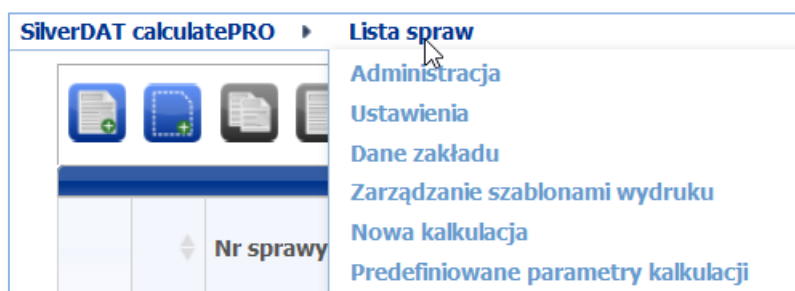 SilverDAT calculatePRO Lista spraw
Administracja
Ustawienia
Dane zakładu
Zarządzanie szablonami wydruku
Nowa kalkulacja
Nr sprawy
Predefiniowane parametry kalkulacji